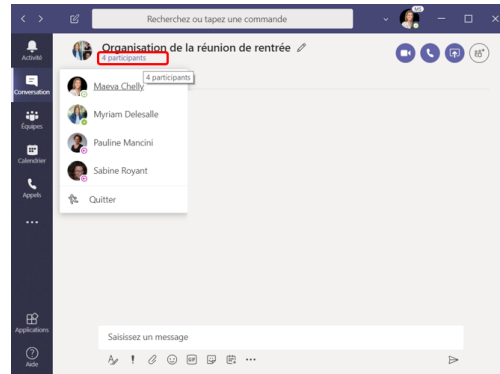 Recherchez ou tapez une commande
MS
Activité
Conversation
Équipes
Calendrier
Appels
Applications
Aide
Organisation de la réunion de rentrée
4 participants
4 participants
Maeva Chelly
Myriam Delesalle
Pauline Mancini
Sabine Royant
Quitter
Saisissez un message
GIF